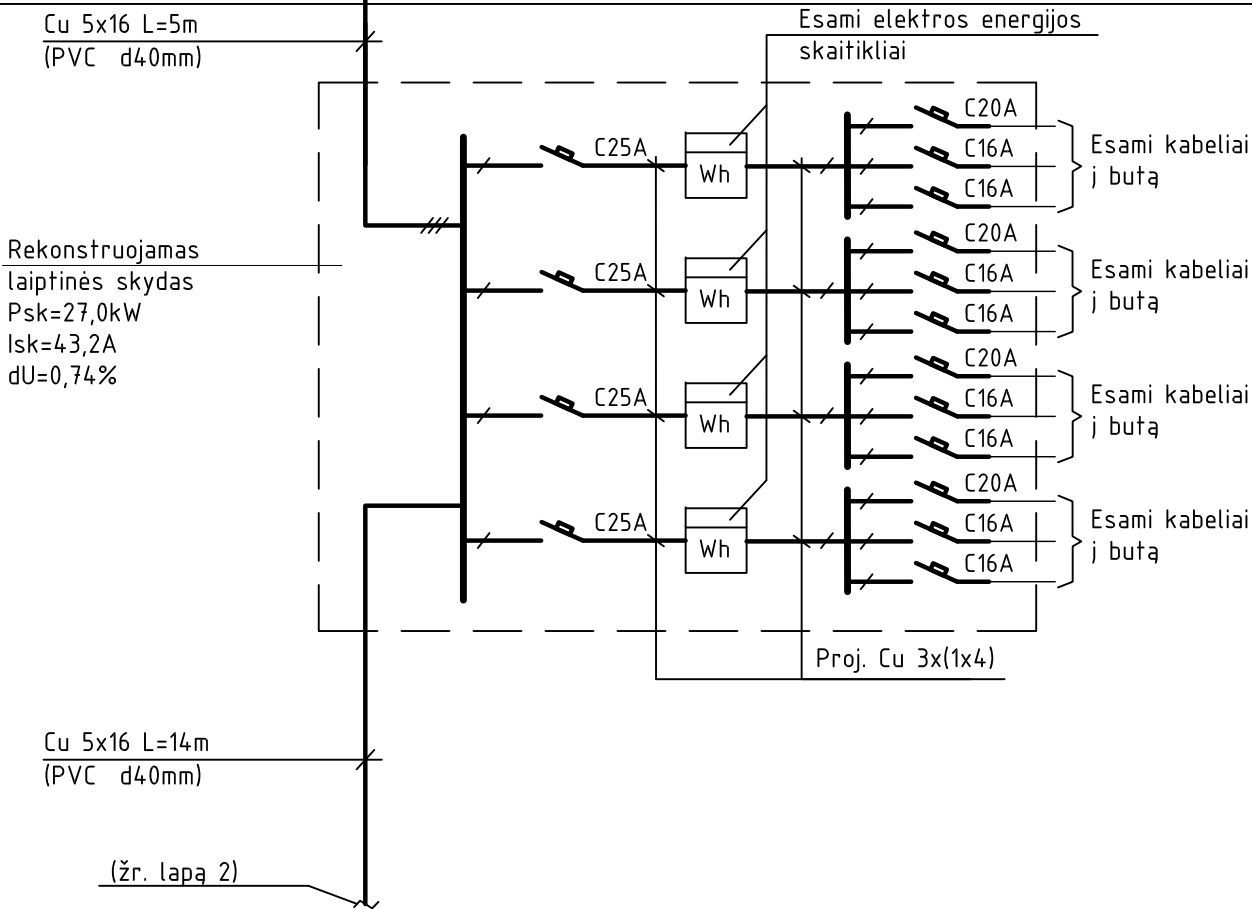 Cu 5x16 L=5m
(PVC d40mm)
Esami elektros energijos
skaitikliai
Rekonstruojamas
laiptinės skydas
Psk=27,0kW
Isk=43,2A
dU=0,74%
C25A
Wh
C20A
C16A
C16A
Esami kabeliai
į butą
C25A
Wh
C20A
C16A
C16A
Esami kabeliai
į butą
C25A
Wh
C20A
C16A
C16A
Esami kabeliai
į butą
C25A
Wh
C20A
C16A
C16A
Esami kabeliai
į butą
Proj. Cu 3x(1x4)
Cu 5x16 L=14m
(PVC d40mm)
(žr. lapą 2)